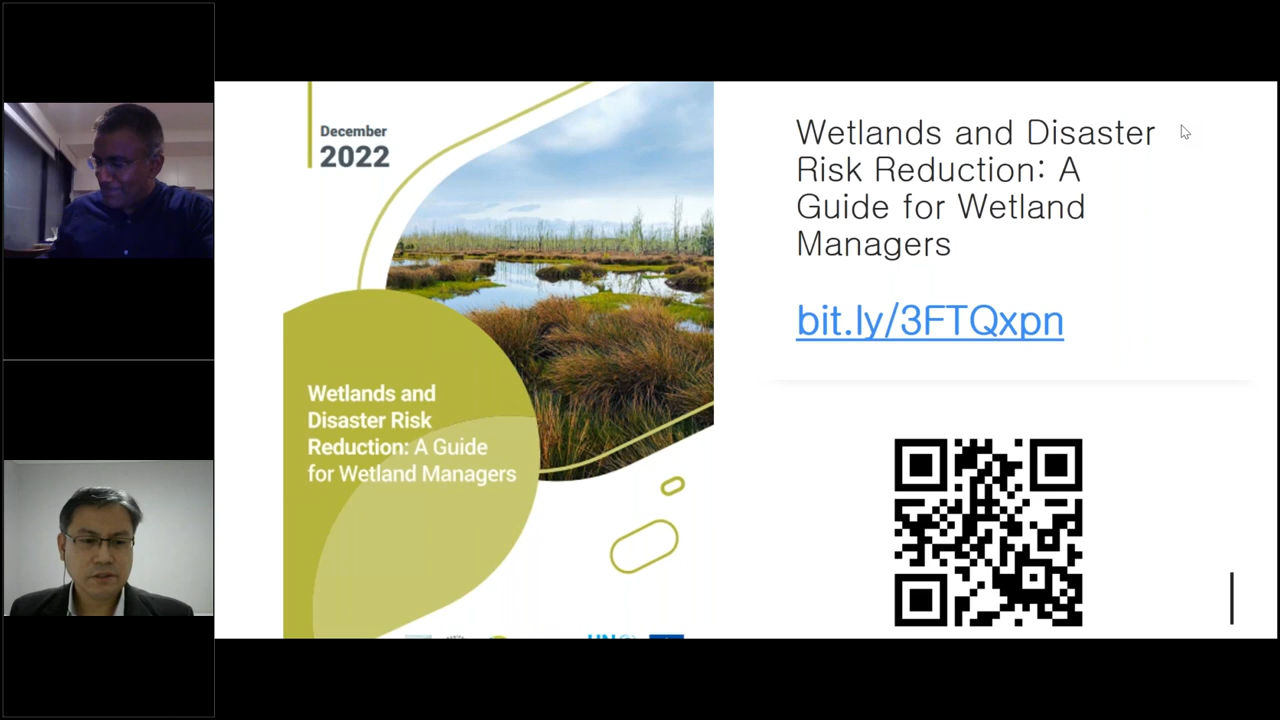 December
2022
Wetlands and
Disaster Risk
Reduction: A Guide
for Wetland Managers
Wetlands and Disaster
Risk Reduction: A
Guide for Wetland
Managers
bit.ly/3FTQxpn